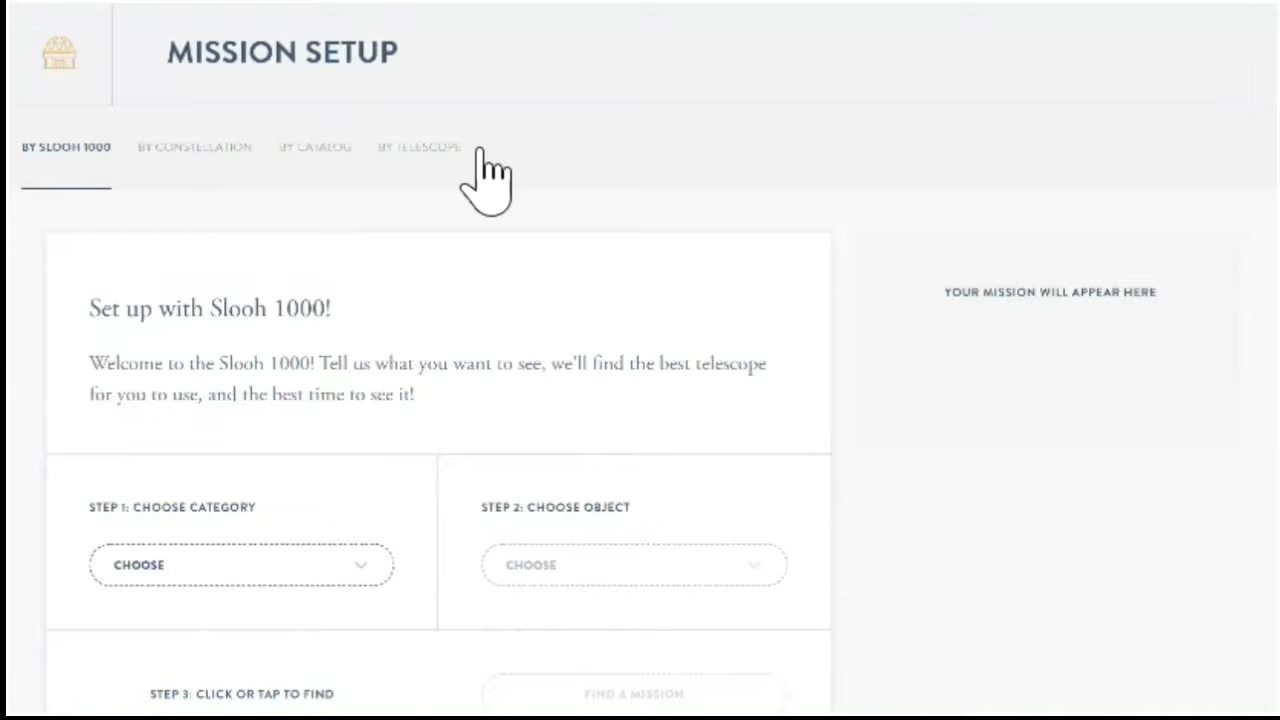 MISSION SETUP
BY SLOOH 1000 BY CONSTELLATION BY CATALOG BY TELESCOPE
Set up with Slooh 1000!
Welcome to the Slooh 1000! Tell us what you want to see, we'll find the best telescope
for you to use, and the best time to see it!
YOUR MISSION WILL APPEAR HERE
STEP 1: CHOOSE CATEGORY
CHOOSE
STEP 2: CHOOSE OBJECT
CHOOSE
STEP 3: CLICK OR TAP TO FIND
FIND A MISSION